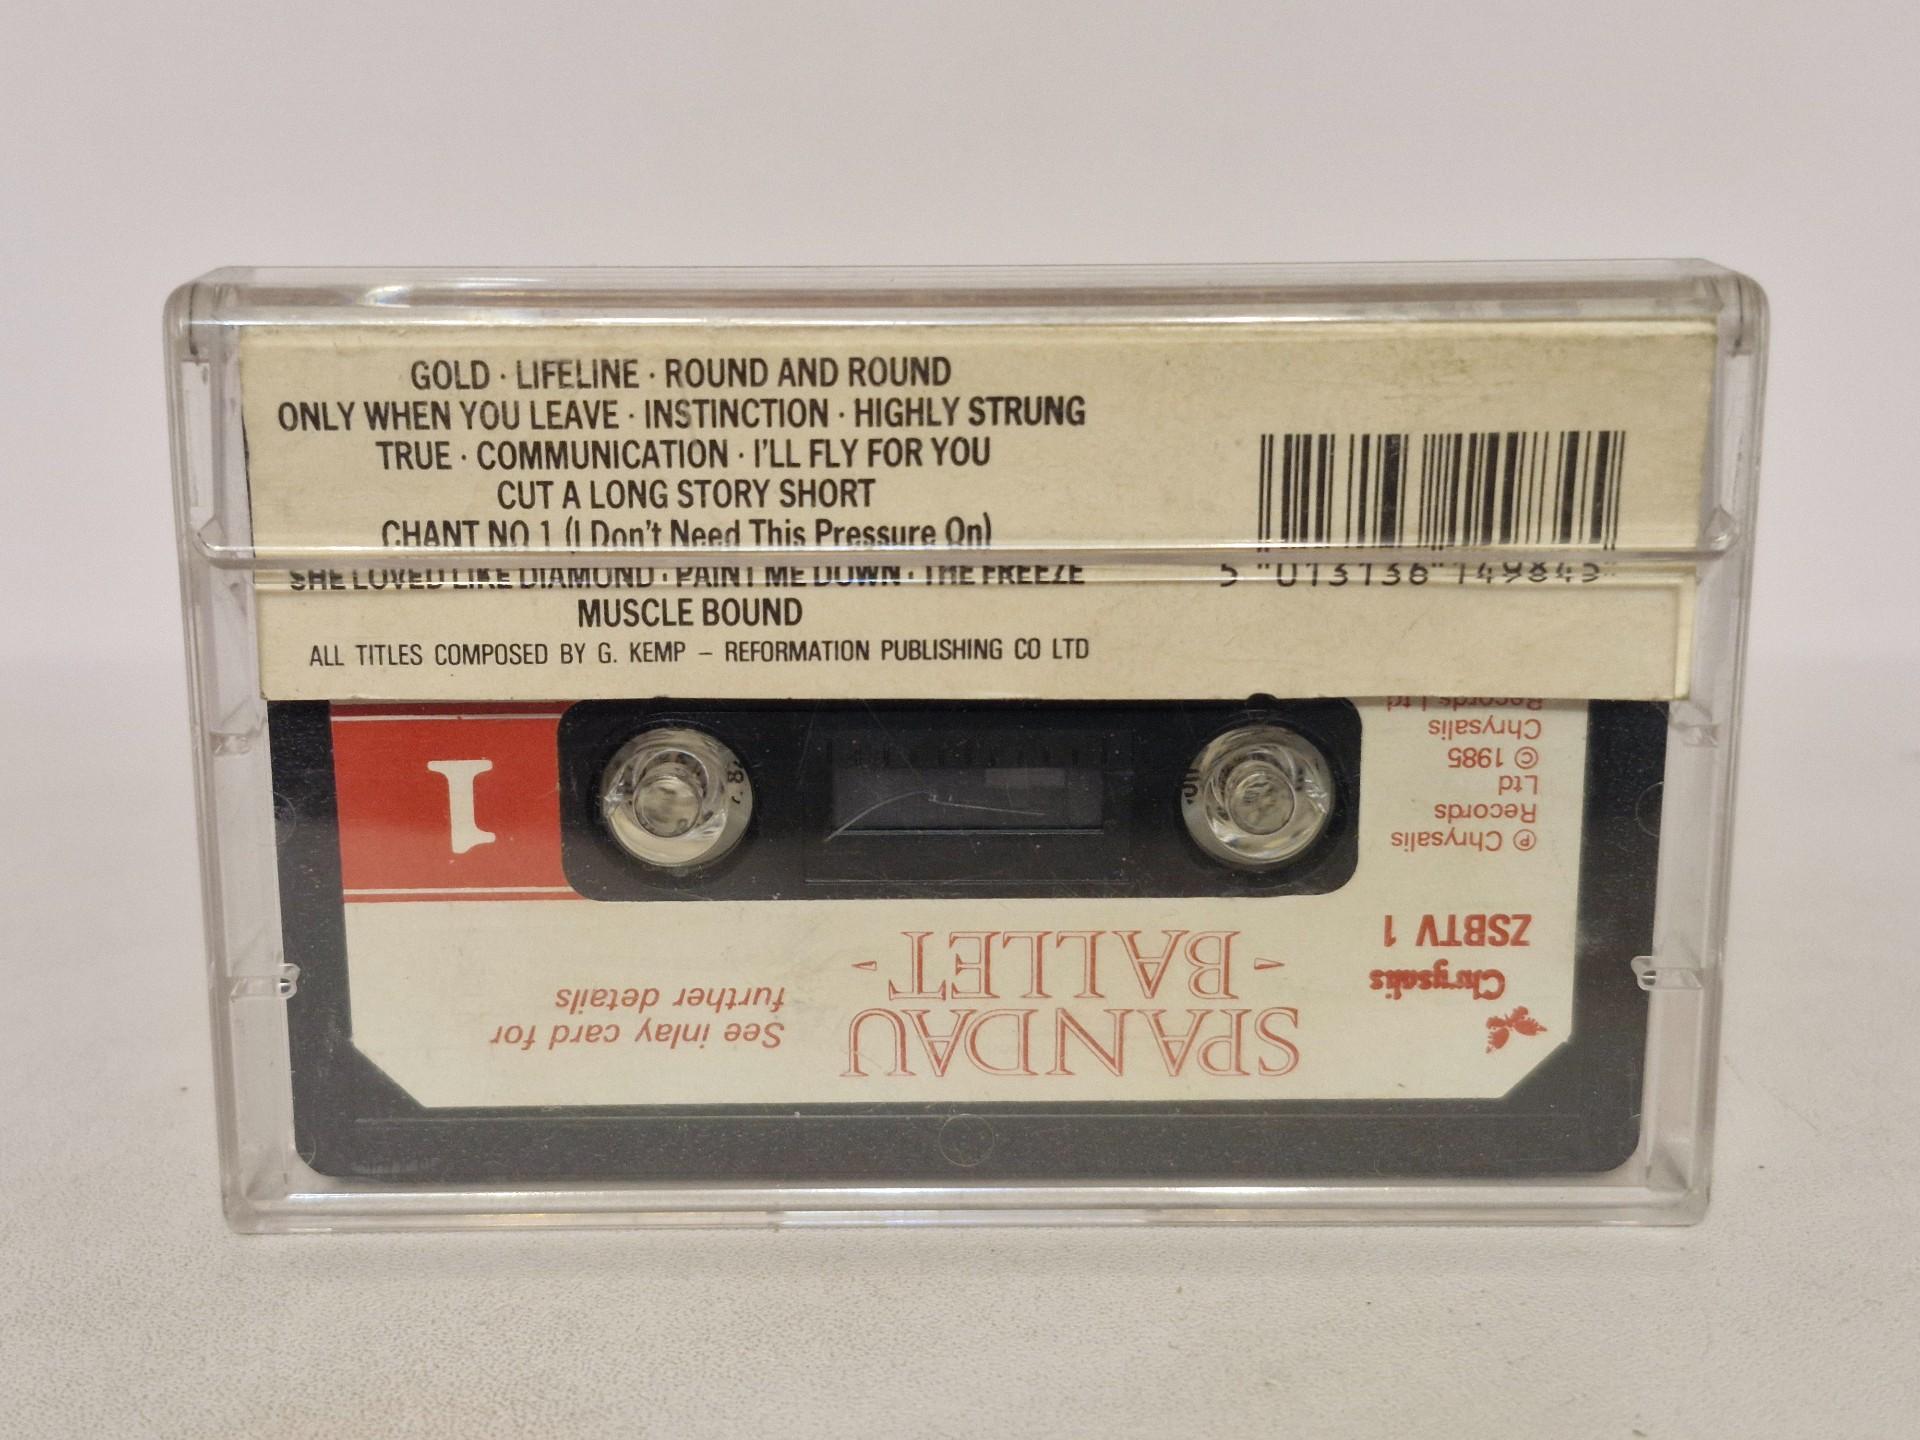 GOLD · LIFELINE · ROUND AND ROUND
ONLY WHEN YOU LEAVE · INSTINCTION · HIGHLY STRUNG
TRUE · COMMUNICATION · I'LL FLY FOR YOU
CUT A LONG STORY SHORT
CHANT NO 1 (I Don't Need This Pressure On)
SHE LOVED LIKE DIAMOND · PAINT ME DOWN · THE FREEZE
MUSCLE BOUND
ALL TITLES COMPOSED BY G. KEMP – REFORMATION PUBLISHING CO LTD
5 "013136"149843"
1
SPANDAU
- BALLET -
See inlay card for
further details
Chrysalis
ZSBTV 1
℗ Chrysalis
Records
Ltd
© 1985
Chrysalis
Records Ltd